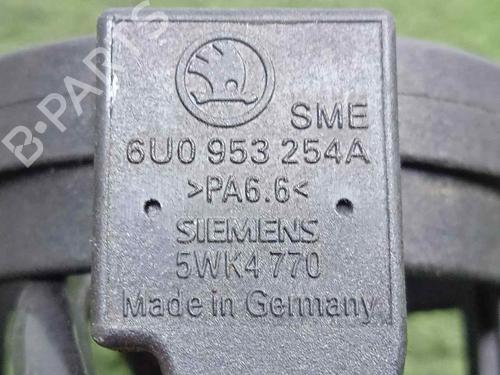 SME
6U0 953 254A
>PA6.6<
SIEMENS
5WK4 770
Made in Germany
B-PARTS